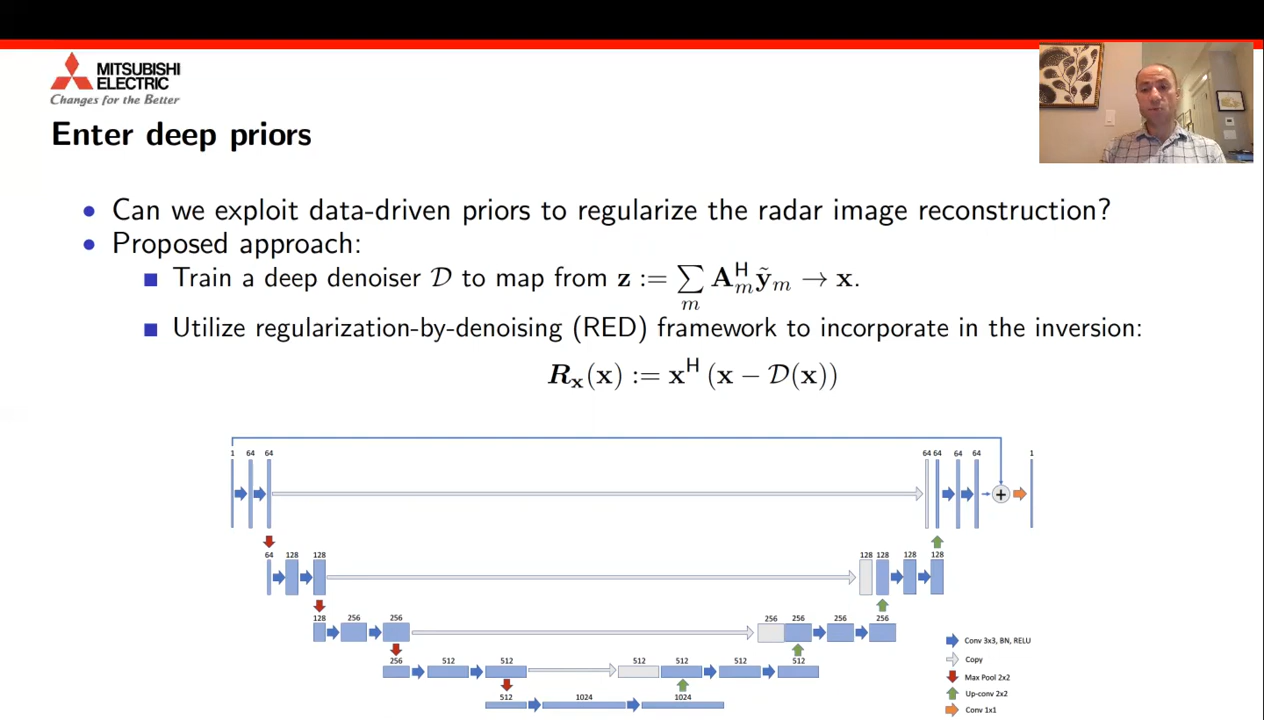 MITSUBISHI
ELECTRIC
Changes for the Better
Enter deep priors
• Can we exploit data-driven priors to regularize the radar image reconstruction?
• Proposed approach:
■ Train a deep denoiser 𝒟 to map from 𝐳 := ∑ₘ 𝐀ₘᴴ ỹₘ → 𝐱.
■ Utilize regularization-by-denoising (RED) framework to incorporate in the inversion:
𝑹ₓ(𝐱) := 𝐱ᴴ (𝐱 − 𝒟(𝐱))
1 64 64 64 64 64 64 1
+
64 128 128 128 128 128 128
128 256 256 256 256 256 256
256 512 512 512 512 512 512
512 1024 1024
Conv 3x3, BN, RELU
Copy
Max Pool 2x2
Up-conv 2x2
Conv 1x1